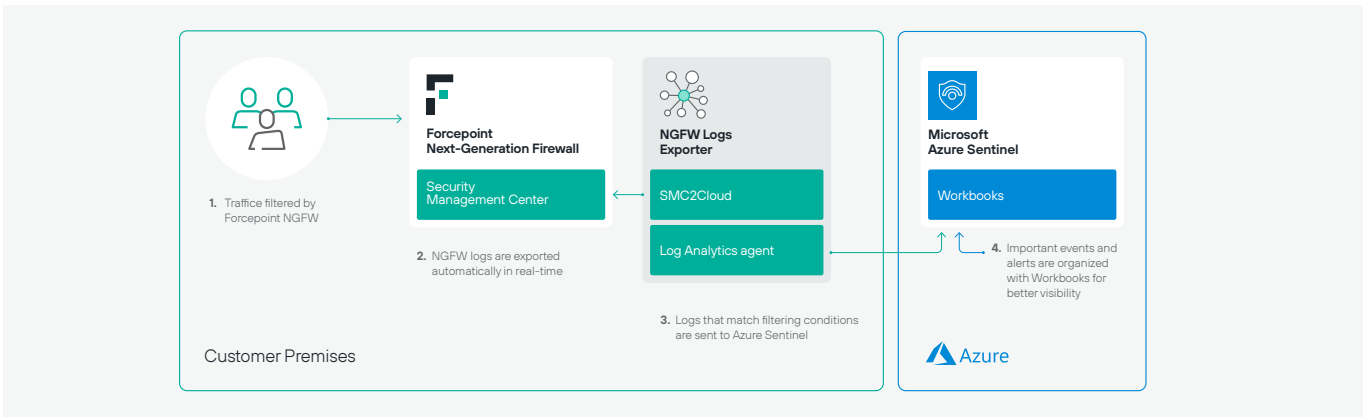 Forcepoint
Next-Generation Firewall
Security
Management Center
NGFW Logs
Exporter
SMC2Cloud
Log Analytics agent
Microsoft
Azure Sentinel
Workbooks
1. Traffice filtered by
Forcepoint NGFW
2. NGFW logs are exported
automatically in real-time
3. Logs that match filtering conditions
are sent to Azure Sentinel
4. Important events and
alerts are organized
with Workbooks for
better visibility
Customer Premises
Azure